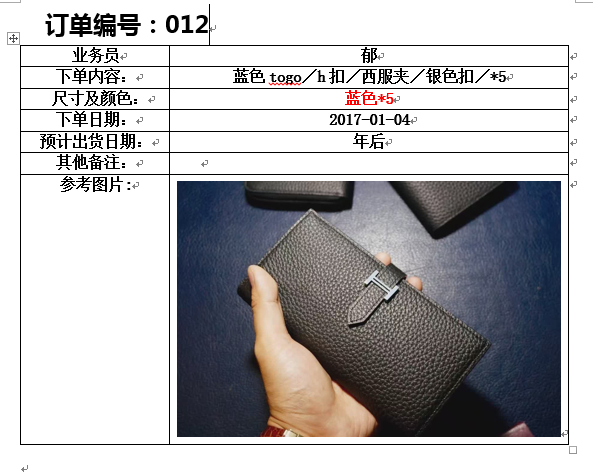 订单编号：012
业务员 郁
下单内容： 蓝色 togo／h 扣／西服夹／银色扣／*5
尺寸及颜色： 蓝色*5
下单日期： 2017-01-04
预计出货日期： 年后
其他备注：
参考图片: